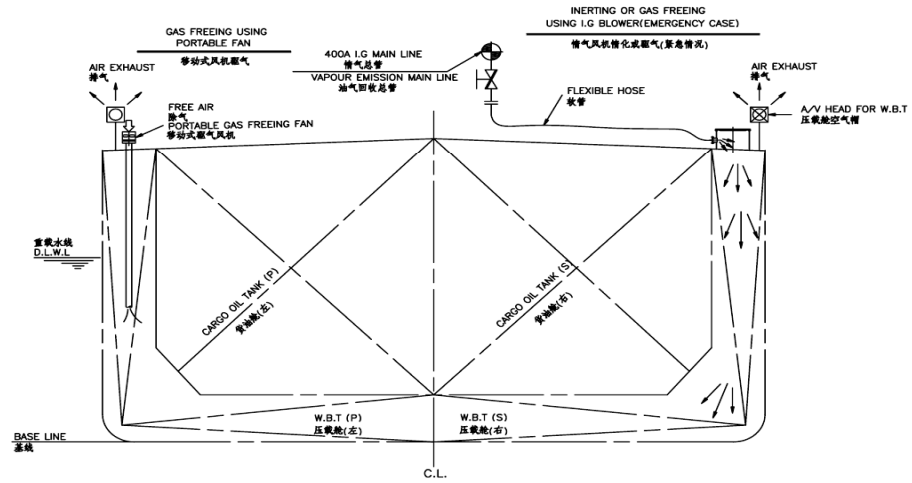 GAS FREEING USING
PORTABLE FAN
移动式风机驱气
INERTING OR GAS FREEING
USING I.G BLOWER(EMERGENCY CASE)
惰气风机惰化或驱气(紧急情况)
400A I.G MAIN LINE
惰气总管
VAPOUR EMISSION MAIN LINE
油气回收总管
AIR EXHAUST
排气
AIR EXHAUST
排气
FREE AIR
除气
PORTABLE GAS FREEING FAN
移动式驱气风机
FLEXIBLE HOSE
软管
A/V HEAD FOR W.B.T
压载舱空气帽
重载水线
D.L.W.L
CARGO OIL TANK (P)
货油舱(左)
CARGO OIL TANK (S)
货油舱(右)
W.B.T (P)
压载舱(左)
W.B.T (S)
压载舱(右)
BASE LINE
基线
C.L.